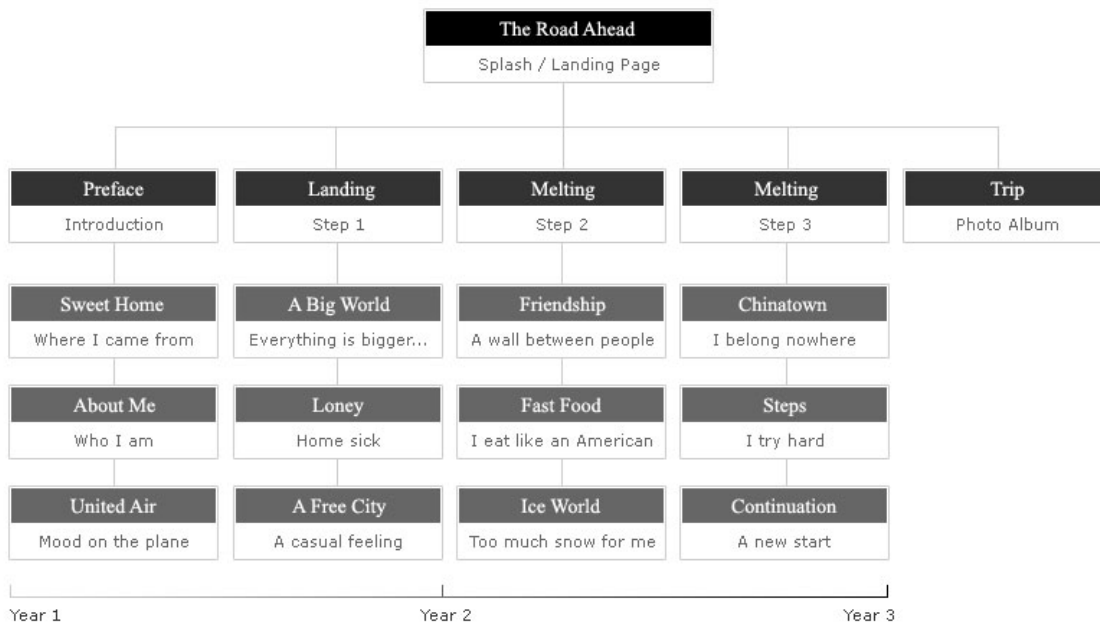 The Road Ahead
Splash / Landing Page
Preface
Introduction
Landing
Step 1
Melting
Step 2
Melting
Step 3
Trip
Photo Album
Sweet Home
Where I came from
A Big World
Everything is bigger...
Friendship
A wall between people
Chinatown
I belong nowhere
About Me
Who I am
Loney
Home sick
Fast Food
I eat like an American
Steps
I try hard
United Air
Mood on the plane
A Free City
A casual feeling
Ice World
Too much snow for me
Continuation
A new start
Year 1
Year 2
Year 3